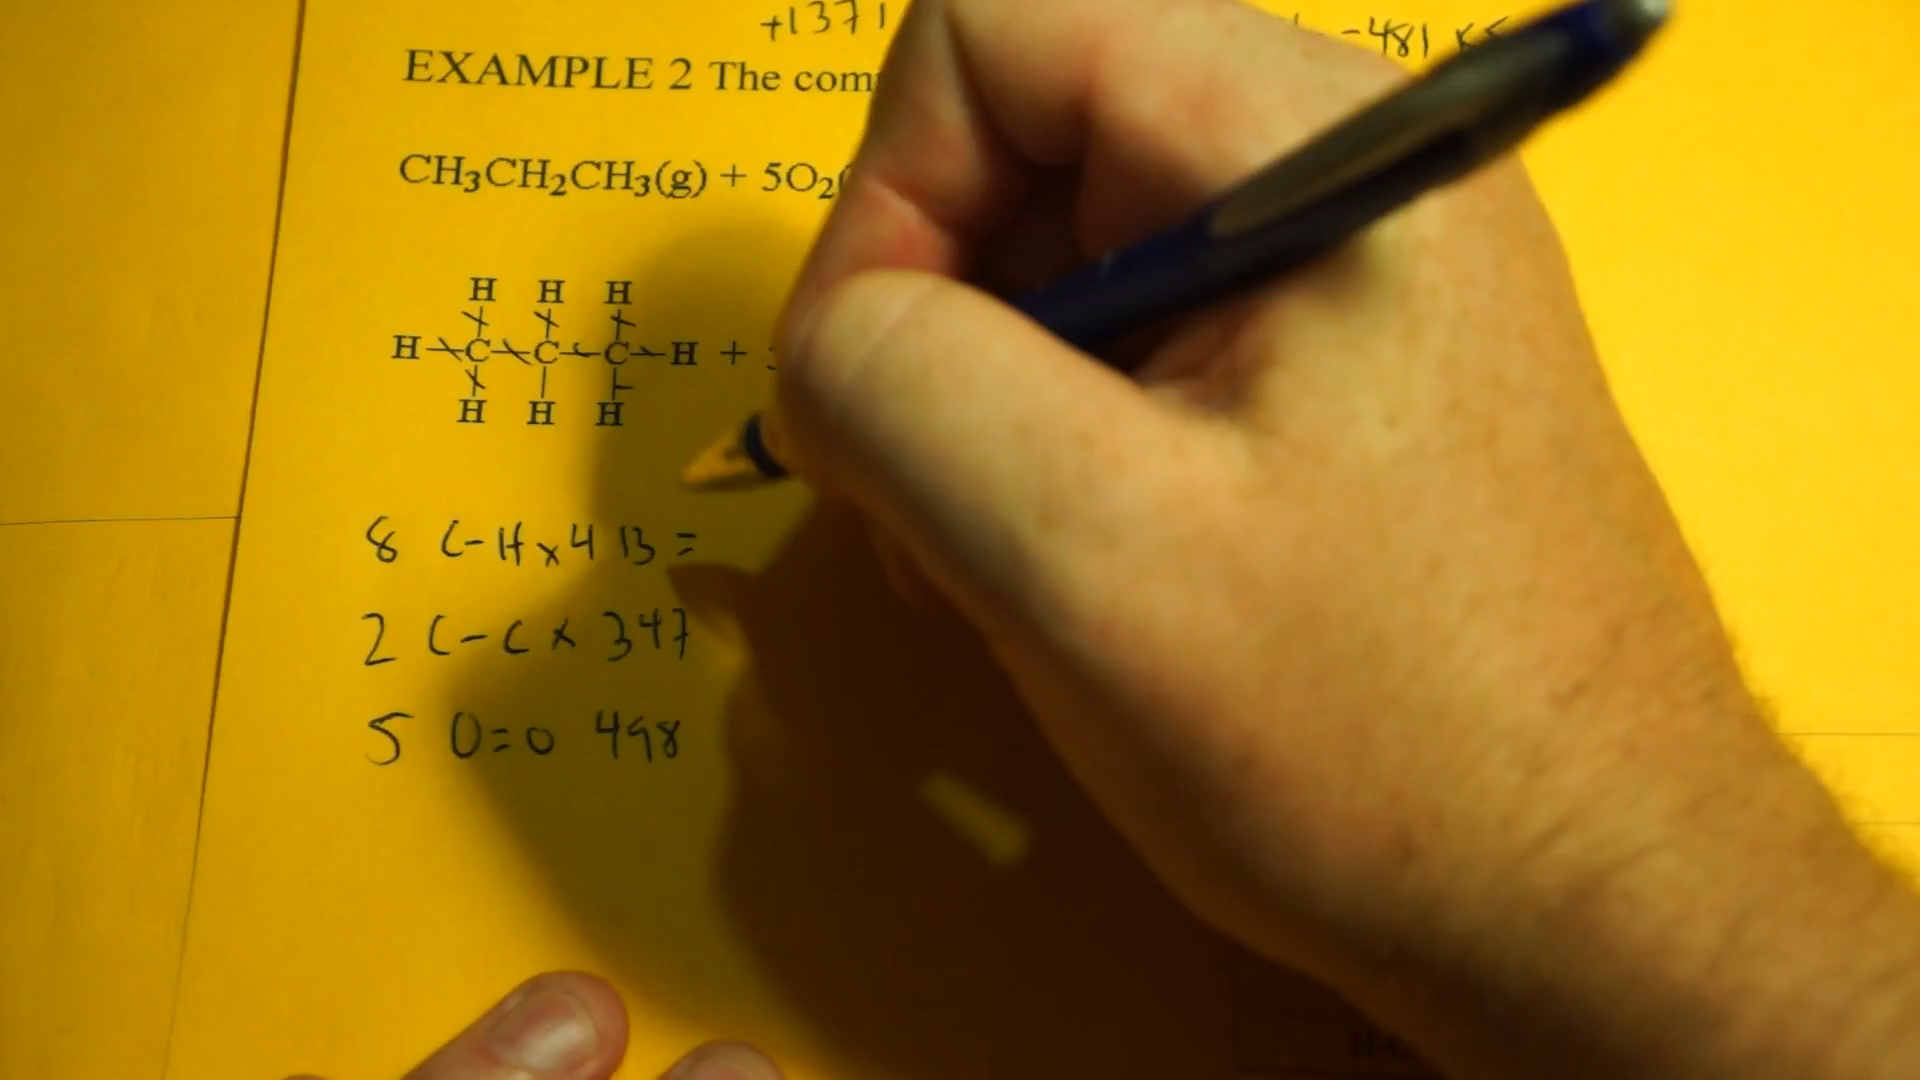 +1371 -481 KJ
EXAMPLE 2 The com
CH₃CH₂CH₃(g) + 5O₂
H H H
H C C C H +
H H H
8 C-H x 413 =
2 C-C x 347
5 O=O 498